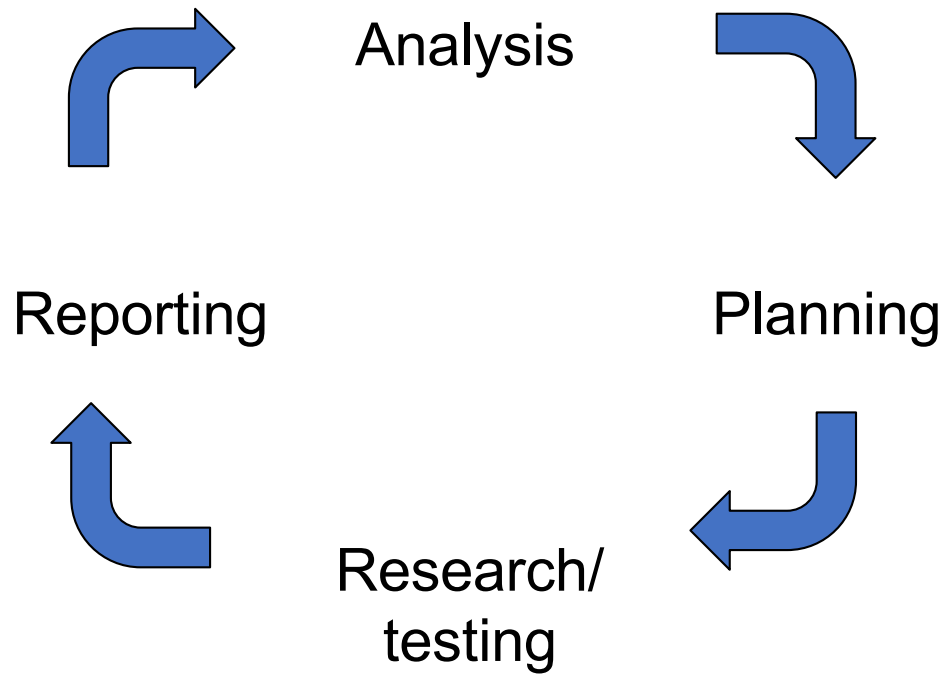 Analysis
Reporting
Planning
Research/
testing